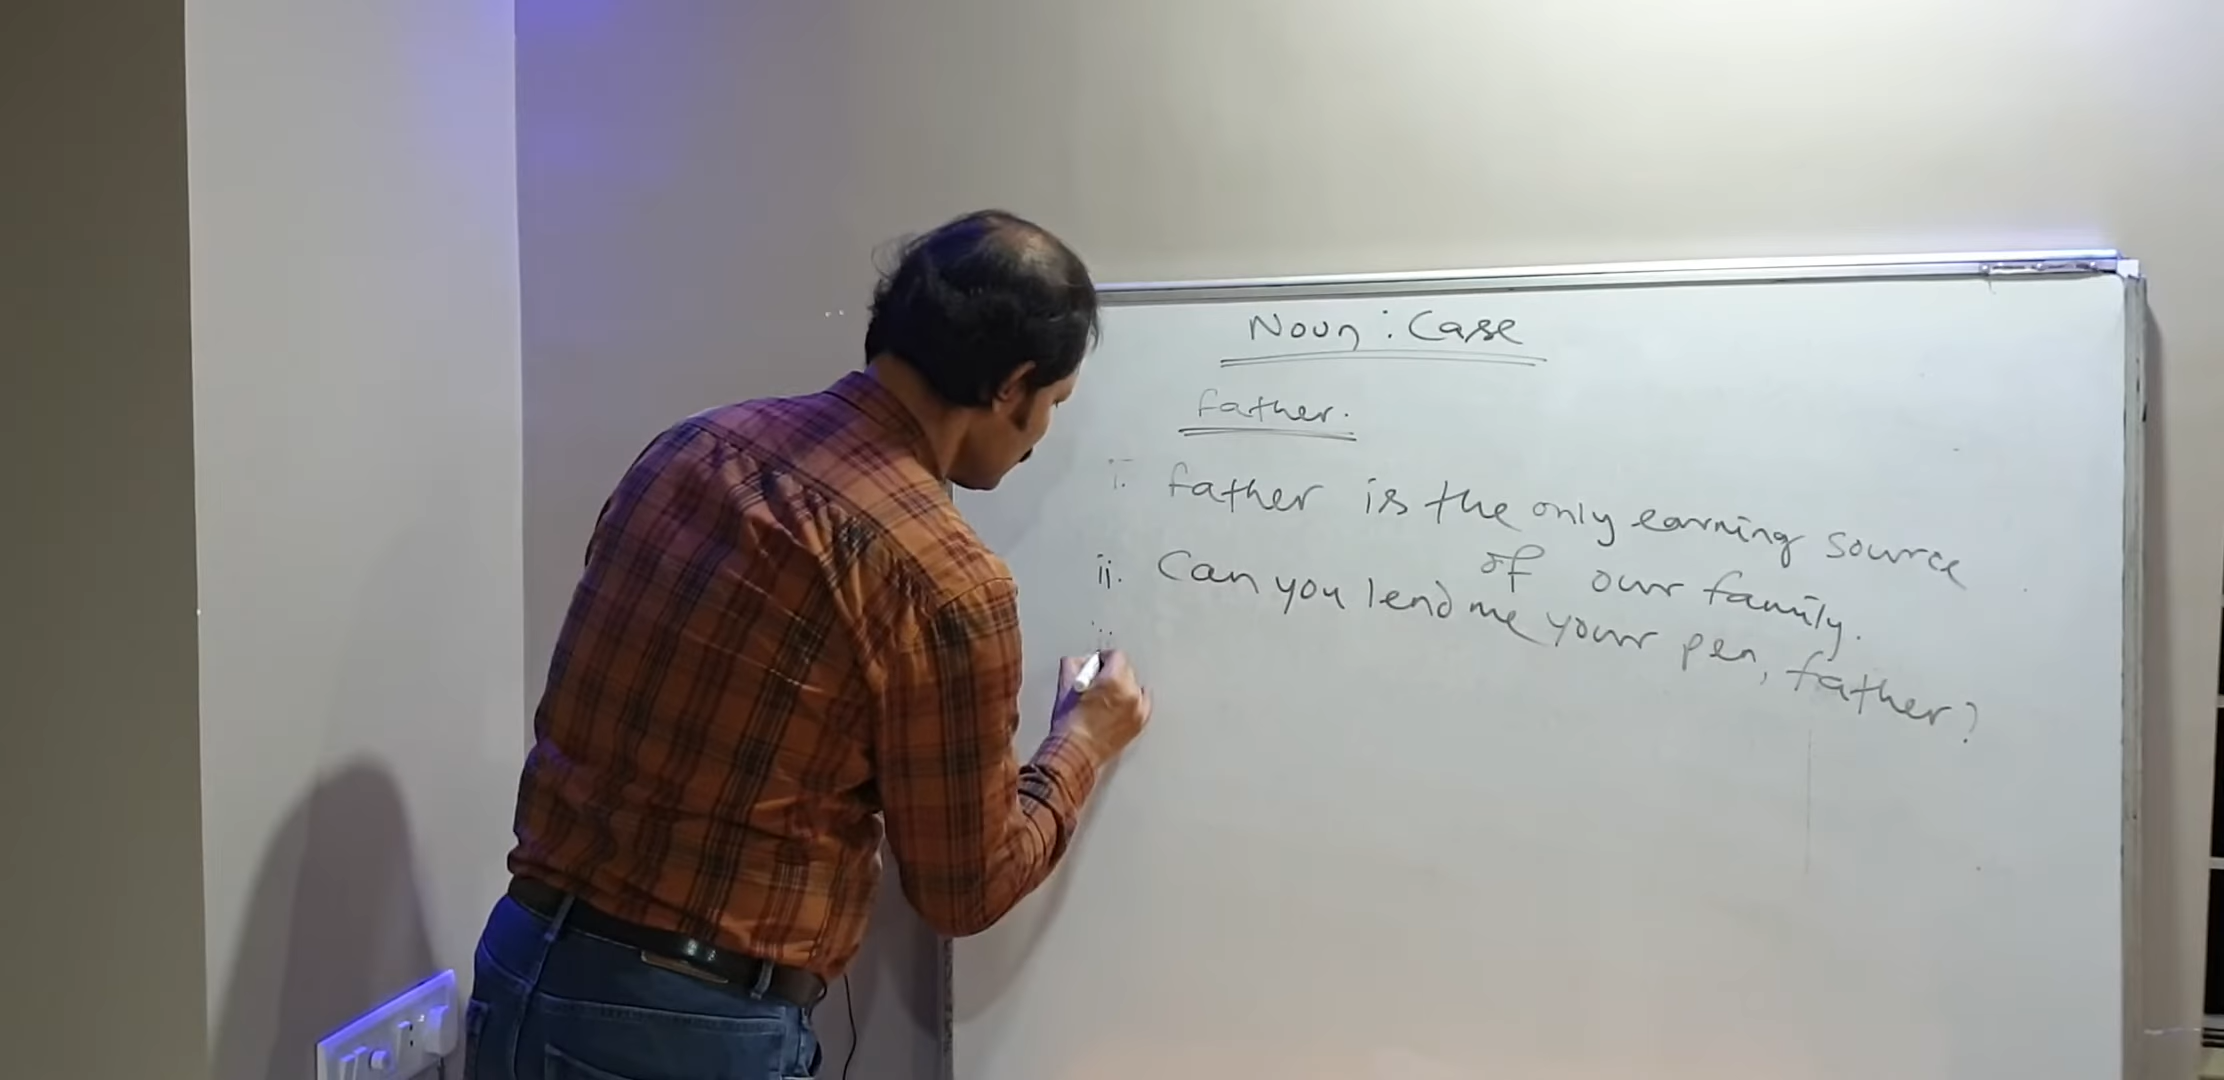 Noun : Case
Father.
i. Father is the only earning source
of our family.
ii. Can you lend me your pen, father?